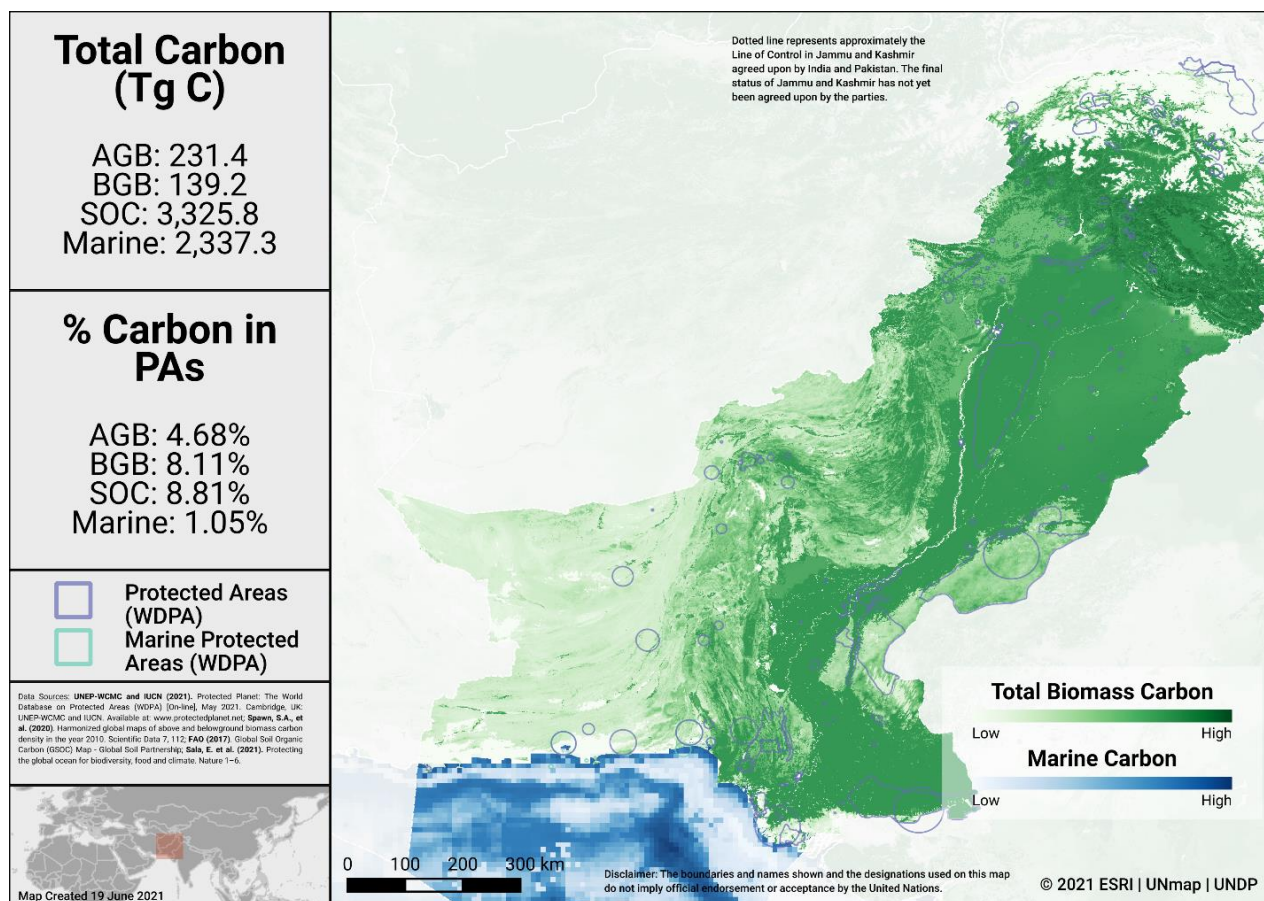 Total Carbon
(Tg C)
AGB: 231.4
BGB: 139.2
SOC: 3,325.8
Marine: 2,337.3
% Carbon in
PAs
AGB: 4.68%
BGB: 8.11%
SOC: 8.81%
Marine: 1.05%
Protected Areas
(WDPA)
Marine Protected
Areas (WDPA)
Data Sources: UNEP-WCMC and IUCN (2021). Protected Planet: The World
Database on Protected Areas (WDPA) [On-line], May 2021. Cambridge, UK:
UNEP-WCMC and IUCN. Available at: www.protectedplanet.net; Spawn, S.A., et
al. (2020). Harmonized global maps of above and belowground biomass carbon
density in the year 2010. Scientific Data 7, 112; FAO (2017). Global Soil Organic
Carbon (GSOC) Map - Global Soil Partnership; Sala, E. et al. (2021). Protecting
the global ocean for biodiversity, food and climate. Nature 1–6.
Map Created 19 June 2021
Dotted line represents approximately the
Line of Control in Jammu and Kashmir
agreed upon by India and Pakistan. The final
status of Jammu and Kashmir has not yet
been agreed upon by the parties.
Total Biomass Carbon
Low High
Marine Carbon
Low High
0 100 200 300 km
Disclaimer: The boundaries and names shown and the designations used on this map
do not imply official endorsement or acceptance by the United Nations.
© 2021 ESRI | UNmap | UNDP